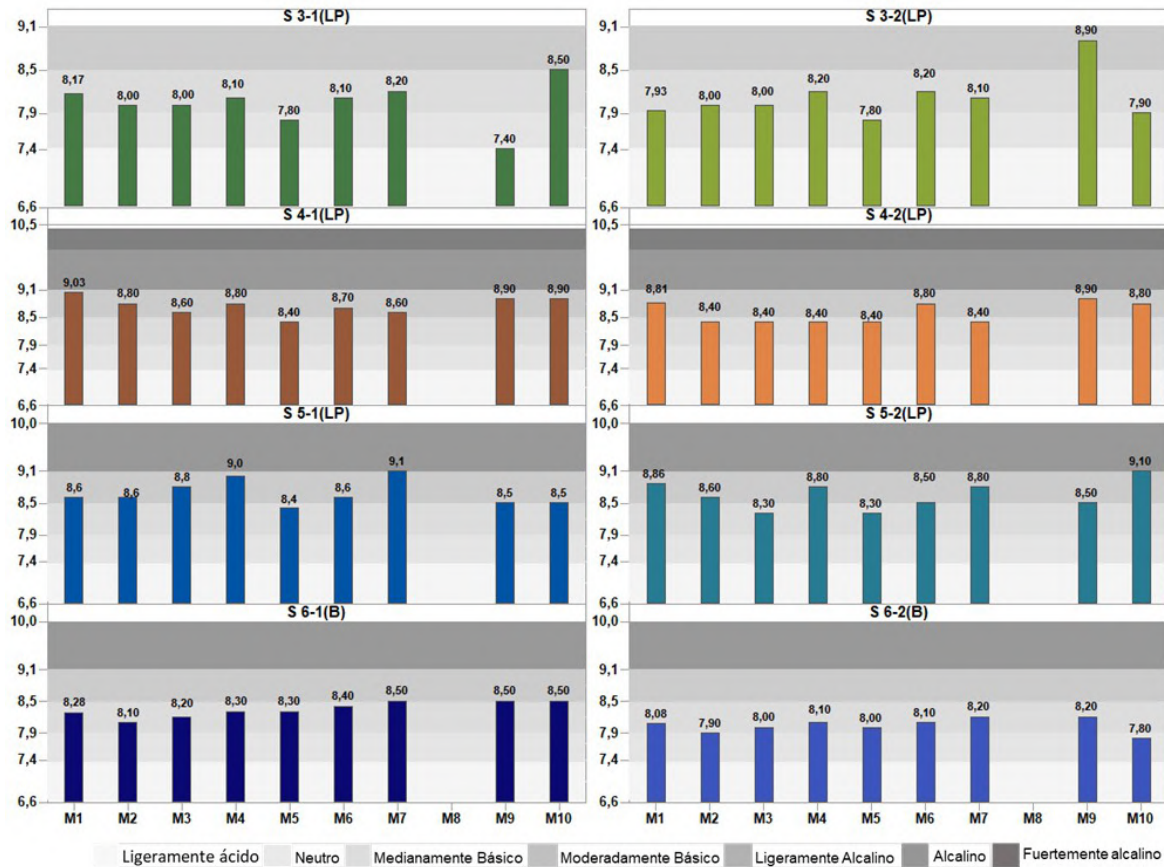 S 3-1(LP)
9,1
8,5
7,9
7,4
6,6
8,17 8,00 8,00 8,10 7,80 8,10 8,20 7,40 8,50
S 3-2(LP)
9,1
8,5
7,9
7,4
6,6
7,93 8,00 8,00 8,20 7,80 8,20 8,10 8,90 7,90
S 4-1(LP)
10,5
9,1
8,5
7,9
7,4
6,6
9,03 8,80 8,60 8,80 8,40 8,70 8,60 8,90 8,90
S 4-2(LP)
10,5
9,1
8,5
7,9
7,4
6,6
8,81 8,40 8,40 8,40 8,40 8,80 8,40 8,90 8,80
S 5-1(LP)
10,0
9,1
8,5
7,9
7,4
6,6
8,6 8,6 8,8 9,0 8,4 8,6 9,1 8,5 8,5
S 5-2(LP)
10,0
9,1
8,5
7,9
7,4
6,6
8,86 8,60 8,30 8,80 8,30 8,50 8,80 8,50 9,10
S 6-1(B)
10,0
9,1
8,5
7,9
7,4
6,6
8,28 8,10 8,20 8,30 8,30 8,40 8,50 8,50 8,50
M1 M2 M3 M4 M5 M6 M7 M8 M9 M10
S 6-2(B)
10,0
9,1
8,5
7,9
7,4
6,6
8,08 7,90 8,00 8,10 8,00 8,10 8,20 8,20 7,80
M1 M2 M3 M4 M5 M6 M7 M8 M9 M10
Ligeramente ácido Neutro Medianamente Básico Moderadamente Básico Ligeramente Alcalino Alcalino Fuertemente alcalino